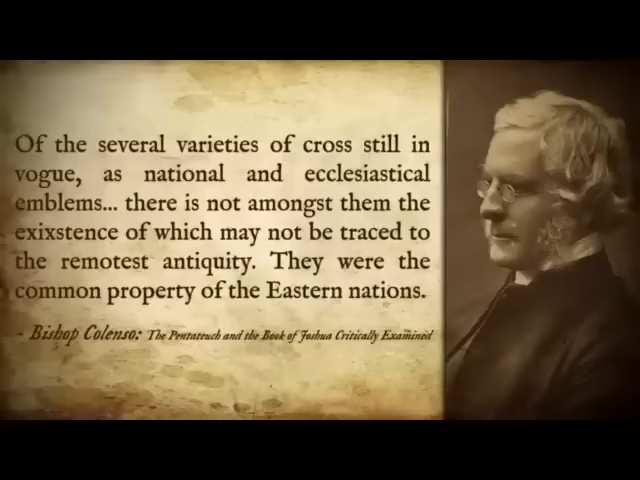 Of the several varieties of cross still in
vogue, as national and ecclesiastical
emblems... there is not amongst them the
exixstence of which may not be traced to
the remotest antiquity. They were the
common property of the Eastern nations.
- Bishop Colenso: The Pentateuch and the Book of Joshua Critically Examined